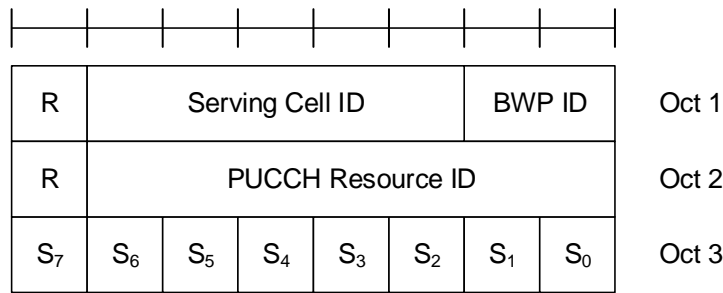 R Serving Cell ID BWP ID Oct 1
R PUCCH Resource ID Oct 2
S₇ S₆ S₅ S₄ S₃ S₂ S₁ S₀ Oct 3